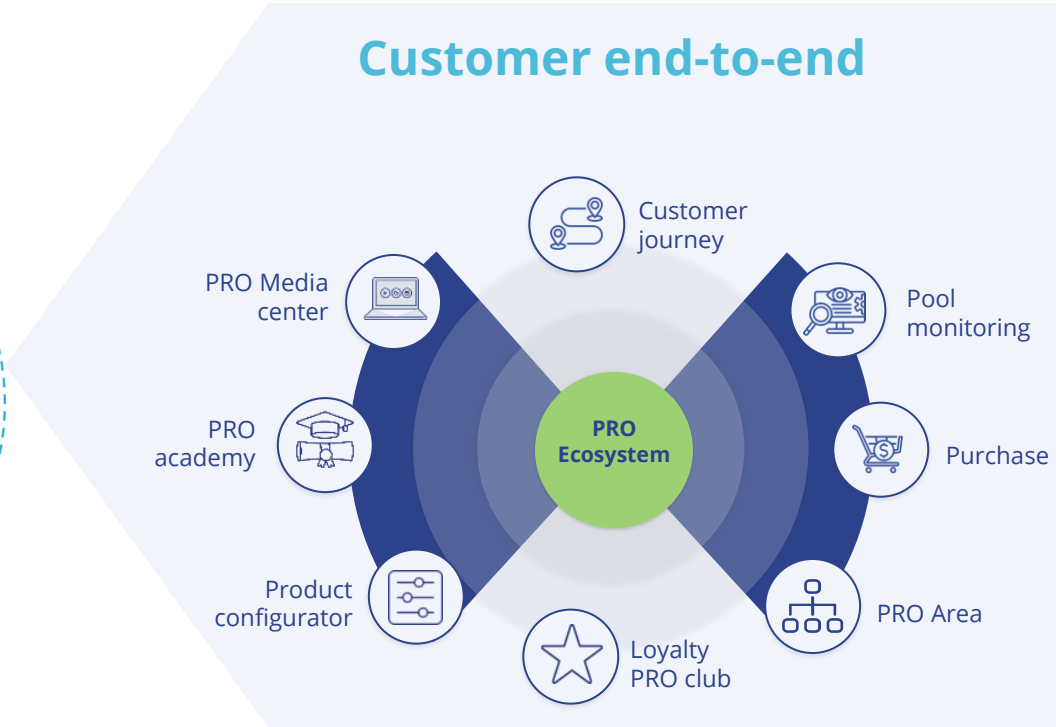 Customer end-to-end
Customer
journey
PRO Media
center
Pool
monitoring
PRO
academy
PRO
Ecosystem
Purchase
Product
configurator
PRO Area
Loyalty
PRO club